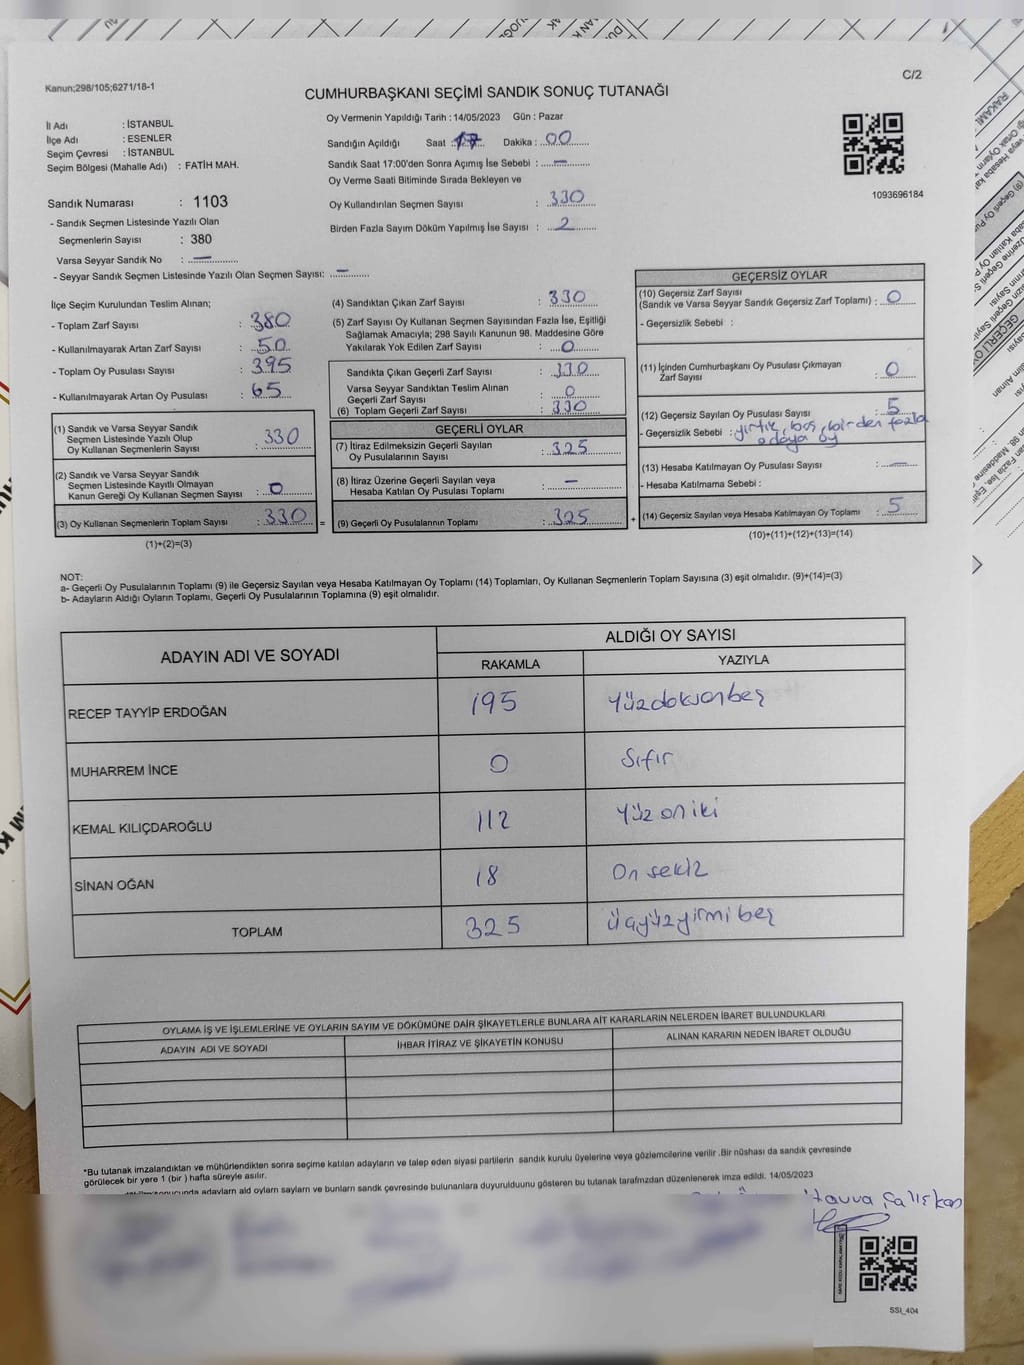 Kanun;298/105;6271/18-1
C/2
CUMHURBAŞKANI SEÇİMİ SANDIK SONUÇ TUTANAĞI
İl Adı : İSTANBUL
İlçe Adı : ESENLER
Seçim Çevresi : İSTANBUL
Seçim Bölgesi (Mahalle Adı) : FATİH MAH.
Sandık Numarası : 1103
- Sandık Seçmen Listesinde Yazılı Olan
Seçmenlerin Sayısı : 380
Varsa Seyyar Sandık No : —
- Seyyar Sandık Seçmen Listesinde Yazılı Olan Seçmen Sayısı: —
Oy Vermenin Yapıldığı Tarih : 14/05/2023 Gün : Pazar
Sandığın Açıldığı Saat : 17 Dakika : 00
Sandık Saat 17:00'den Sonra Açımış İse Sebebi : —
Oy Verme Saati Bitiminde Sırada Bekleyen ve
Oy Kullandırılan Seçmen Sayısı : 330
Birden Fazla Sayım Döküm Yapılmış İse Sayısı : 2
1093696184
İlçe Seçim Kurulundan Teslim Alınan;
- Toplam Zarf Sayısı : 380
- Kullanılmayarak Artan Zarf Sayısı : 50
- Toplam Oy Pusulası Sayısı : 395
- Kullanılmayarak Artan Oy Pusulası : 65
(1) Sandık ve Varsa Seyyar Sandık
Seçmen Listesinde Yazılı Olup
Oy Kullanan Seçmenlerin Sayısı : 330
(2) Sandık ve Varsa Seyyar Sandık
Seçmen Listesinde Kayıtlı Olmayan
Kanun Gereği Oy Kullanan Seçmen Sayısı : 0
(3) Oy Kullanan Seçmenlerin Toplam Sayısı : 330 =
(1)+(2)=(3)
(4) Sandıktan Çıkan Zarf Sayısı : 330
(5) Zarf Sayısı Oy Kullanan Seçmen Sayısından Fazla İse, Eşitliği
Sağlamak Amacıyla; 298 Sayılı Kanunun 98. Maddesine Göre
Yakılarak Yok Edilen Zarf Sayısı : 0
Sandıkta Çıkan Geçerli Zarf Sayısı : 330
Varsa Seyyar Sandıktan Teslim Alınan
Geçerli Zarf Sayısı : 0
(6) Toplam Geçerli Zarf Sayısı : 330
GEÇERLİ OYLAR
(7) İtiraz Edilmeksizin Geçerli Sayılan
Oy Pusulalarının Sayısı : 325
(8) İtiraz Üzerine Geçerli Sayılan veya
Hesaba Katılan Oy Pusulası Toplamı : —
(9) Geçerli Oy Pusulalarının Toplamı : 325 +
GEÇERSİZ OYLAR
(10) Geçersiz Zarf Sayısı
(Sandık ve Varsa Seyyar Sandık Geçersiz Zarf Toplamı) : 0
- Geçersizlik Sebebi :
(11) İçinden Cumhurbaşkanı Oy Pusulası Çıkmayan
Zarf Sayısı : 0
(12) Geçersiz Sayılan Oy Pusulası Sayısı : 5
- Geçersizlik Sebebi : yırtık, boş, birden fazla
adaya oy
(13) Hesaba Katılmayan Oy Pusulası Sayısı : —
- Hesaba Katılmama Sebebi :
(14) Geçersiz Sayılan veya Hesaba Katılmayan Oy Toplamı : 5
(10)+(11)+(12)+(13)=(14)
NOT:
a- Geçerli Oy Pusulalarının Toplamı (9) ile Geçersiz Sayılan veya Hesaba Katılmayan Oy Toplamı (14) Toplamları, Oy Kullanan Seçmenlerin Toplam Sayısına (3) eşit olmalıdır. (9)+(14)=(3)
b- Adayların Aldığı Oyların Toplamı, Geçerli Oy Pusulalarının Toplamına (9) eşit olmalıdır.
ADAYIN ADI VE SOYADI
ALDIĞI OY SAYISI
RAKAMLA YAZIYLA
RECEP TAYYİP ERDOĞAN 195 Yüzdoksanbeş
MUHARREM İNCE 0 Sıfır
KEMAL KILIÇDAROĞLU 112 Yüz on iki
SİNAN OĞAN 18 On sekiz
TOPLAM 325 üçyüzyirmi beş
OYLAMA İŞ VE İŞLEMLERİNE VE OYLARIN SAYIM VE DÖKÜMÜNE DAİR ŞİKAYETLERLE BUNLARA AİT KARARLARIN NELERDEN İBARET BULUNDUKLARI
ADAYIN ADI VE SOYADI İHBAR İTİRAZ VE ŞİKAYETİN KONUSU ALINAN KARARIN NEDEN İBARET OLDUĞU
*Bu tutanak imzalandıktan ve mühürlendikten sonra seçime katılan adayların ve talep eden siyasi partilerin sandık kurulu üyelerine veya gözlemcilerine verilir .Bir nüshası da sandık çevresinde
görülecek bir yere 1 (bir ) hafta süreyle asılır.
adayların ald oyların sayların ve bunların sandk çevresinde bulunanlara duyurulduunu gösteren bu tutanak tarafmzdan düzenlenerek imza edildi. 14/05/2023
Çalışkan
SSI_404